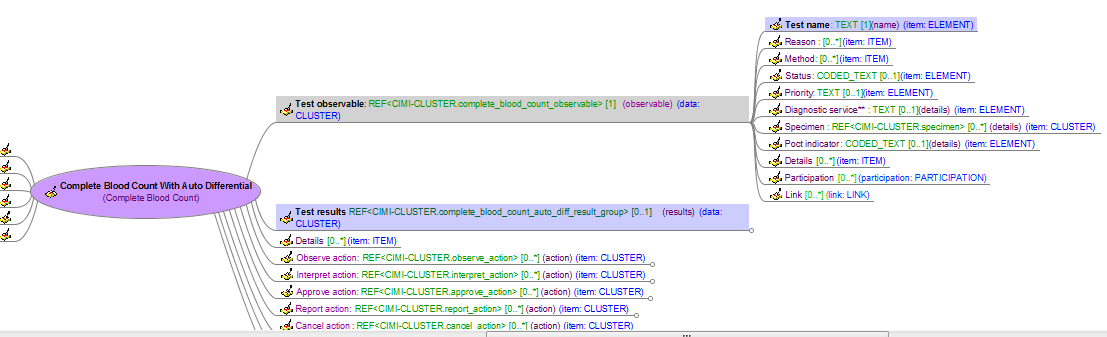 Complete Blood Count With Auto Differential
(Complete Blood Count)
Test observable: REF<CIMI-CLUSTER.complete_blood_count_observable> [1] (observable) (data:
CLUSTER)
Test name: TEXT [1](name) (item: ELEMENT)
Reason : [0..*](item: ITEM)
Method: [0..*](item: ITEM)
Status: CODED_TEXT [0..1](item: ELEMENT)
Priority: TEXT [0..1](item: ELEMENT)
Diagnostic service** : TEXT [0..1](details) (item: ELEMENT)
Specimen : REF<CIMI-CLUSTER.specimen> [0..*] (details) (item: CLUSTER)
Poct indicator: CODED_TEXT [0..1](details) (item: ELEMENT)
Details [0..*](item: ITEM)
Participation [0..*] (participation: PARTICIPATION)
Link [0..*] (link: LINK)
Test results REF<CIMI-CLUSTER.complete_blood_count_auto_diff_result_group> [0..1] (results) (data:
CLUSTER)
Details [0..*](item: ITEM)
Observe action: REF<CIMI-CLUSTER.observe_action> [0..*] (action) (item: CLUSTER)
Interpret action: REF<CIMI-CLUSTER.interpret_action> [0..*] (action) (item: CLUSTER)
Approve action: REF<CIMI-CLUSTER.approve_action> [0..*] (action) (item: CLUSTER)
Report action: REF<CIMI-CLUSTER.report_action> [0..*] (action) (item: CLUSTER)
Cancel action : REF<CIMI-CLUSTER.cancel_action> [0..*] (action) (item: CLUSTER)